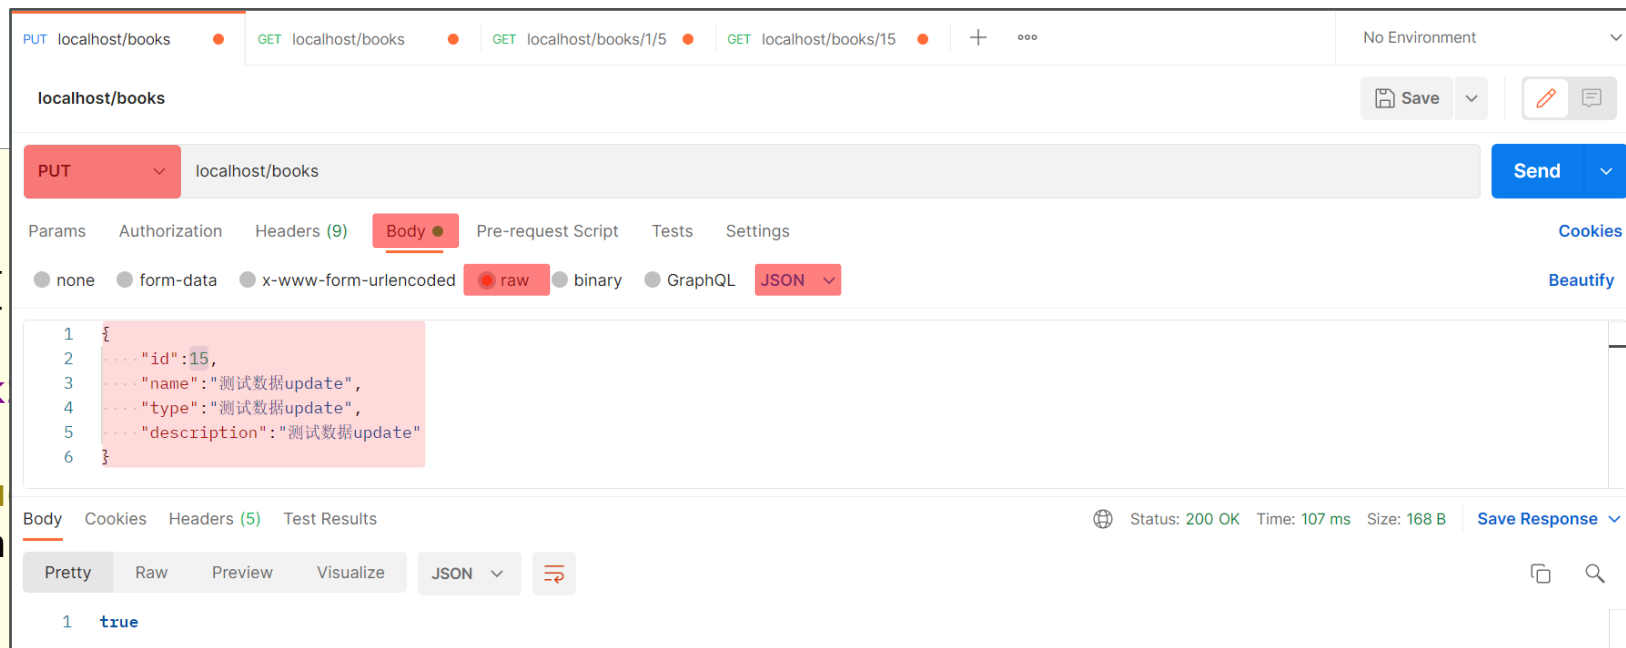 PUT localhost/books GET localhost/books GET localhost/books/1/5 GET localhost/books/15 No Environment
localhost/books Save
PUT localhost/books Send
Params Authorization Headers (9) Body Pre-request Script Tests Settings Cookies
none form-data x-www-form-urlencoded raw binary GraphQL JSON Beautify
1 {
2 "id":15,
3 "name":"测试数据update",
4 "type":"测试数据update",
5 "description":"测试数据update"
6 }
Body Cookies Headers (5) Test Results Status: 200 OK Time: 107 ms Size: 168 B Save Response
Pretty Raw Preview Visualize JSON
1 true